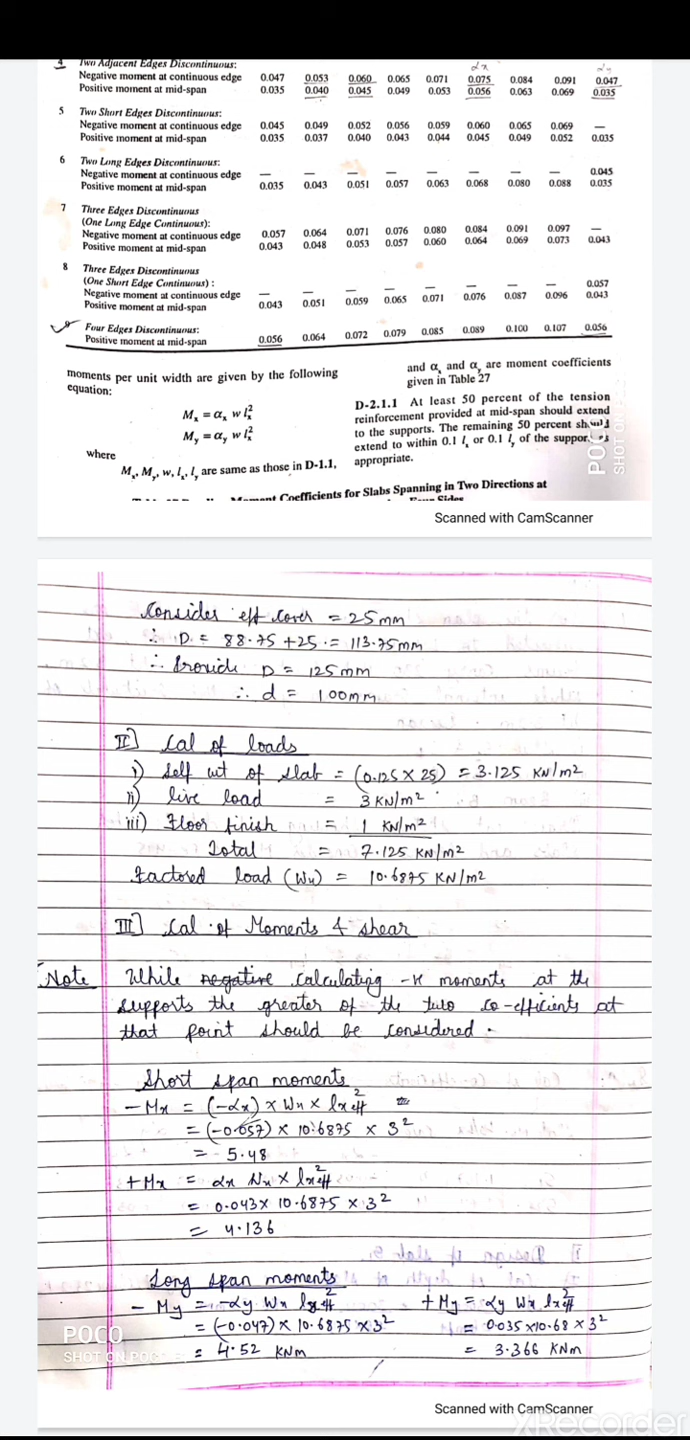 4 Two Adjacent Edges Discontinuous:
αx αy
Negative moment at continuous edge 0.047 0.053 0.060 0.065 0.071 0.075 0.084 0.091 0.047
Positive moment at mid-span 0.035 0.040 0.045 0.049 0.053 0.056 0.063 0.069 0.035
5 Two Short Edges Discontinuous:
Negative moment at continuous edge 0.045 0.049 0.052 0.056 0.059 0.060 0.065 0.069 —
Positive moment at mid-span 0.035 0.037 0.040 0.043 0.044 0.045 0.049 0.052 0.035
6 Two Long Edges Discontinuous:
Negative moment at continuous edge — — — — — — — — 0.045
Positive moment at mid-span 0.035 0.043 0.051 0.057 0.063 0.068 0.080 0.088 0.035
7 Three Edges Discontinuous
(One Long Edge Continuous):
Negative moment at continuous edge 0.057 0.064 0.071 0.076 0.080 0.084 0.091 0.097 —
Positive moment at mid-span 0.043 0.048 0.053 0.057 0.060 0.064 0.069 0.073 0.043
8 Three Edges Discontinuous
(One Short Edge Continuous) :
Negative moment at continuous edge — — — — — — — — 0.057
Positive moment at mid-span 0.043 0.051 0.059 0.065 0.071 0.076 0.087 0.096 0.043
9 Four Edges Discontinuous:
Positive moment at mid-span 0.056 0.064 0.072 0.079 0.085 0.089 0.100 0.107 0.056
moments per unit width are given by the following
equation:
Mx = αx w lx²
My = αy w lx²
where
Mx, My, w, lx, ly are same as those in D-1.1,
and αx and αy are moment coefficients
given in Table 27
D-2.1.1 At least 50 percent of the tension
reinforcement provided at mid-span should extend
to the supports. The remaining 50 percent should
extend to within 0.1 lx or 0.1 ly of the support, as
appropriate.
Moment Coefficients for Slabs Spanning in Two Directions at
Four Sides
POCO
SHOT ON
Scanned with CamScanner
Consider eff cover = 25mm
∴ D = 88.75 + 25 = 113.75mm
∴ Provide D = 125mm
∴ d = 100mm
II] Cal of loads
i) Self wt of slab = (0.125 x 25) = 3.125 KN/m²
ii) live load = 3 KN/m²
iii) Floor finish = 1 KN/m²
Total = 7.125 KN/m²
Factored load (Wu) = 10.6875 KN/m²
III] Cal of Moments & shear
Note While negative calculating -ve moments at the
supports the greater of the two co-efficients at
that point should be considered.
Short span moments
-Mx = (-αx) x Wu x lx²eff
= (-0.057) x 10.6875 x 3²
= 5.48
+Mx = αx Wu x lx²eff
= 0.043 x 10.6875 x 3²
= 4.136
Long span moments
- My = -αy Wu lx²eff
= (-0.047) x 10.6875 x 3²
= 4.52 KNm
+My = αy Wu lx²eff
= 0.035 x 10.68 x 3²
= 3.366 KNm
POCO
SHOT ON POCO
Scanned with CamScanner
XRecorder